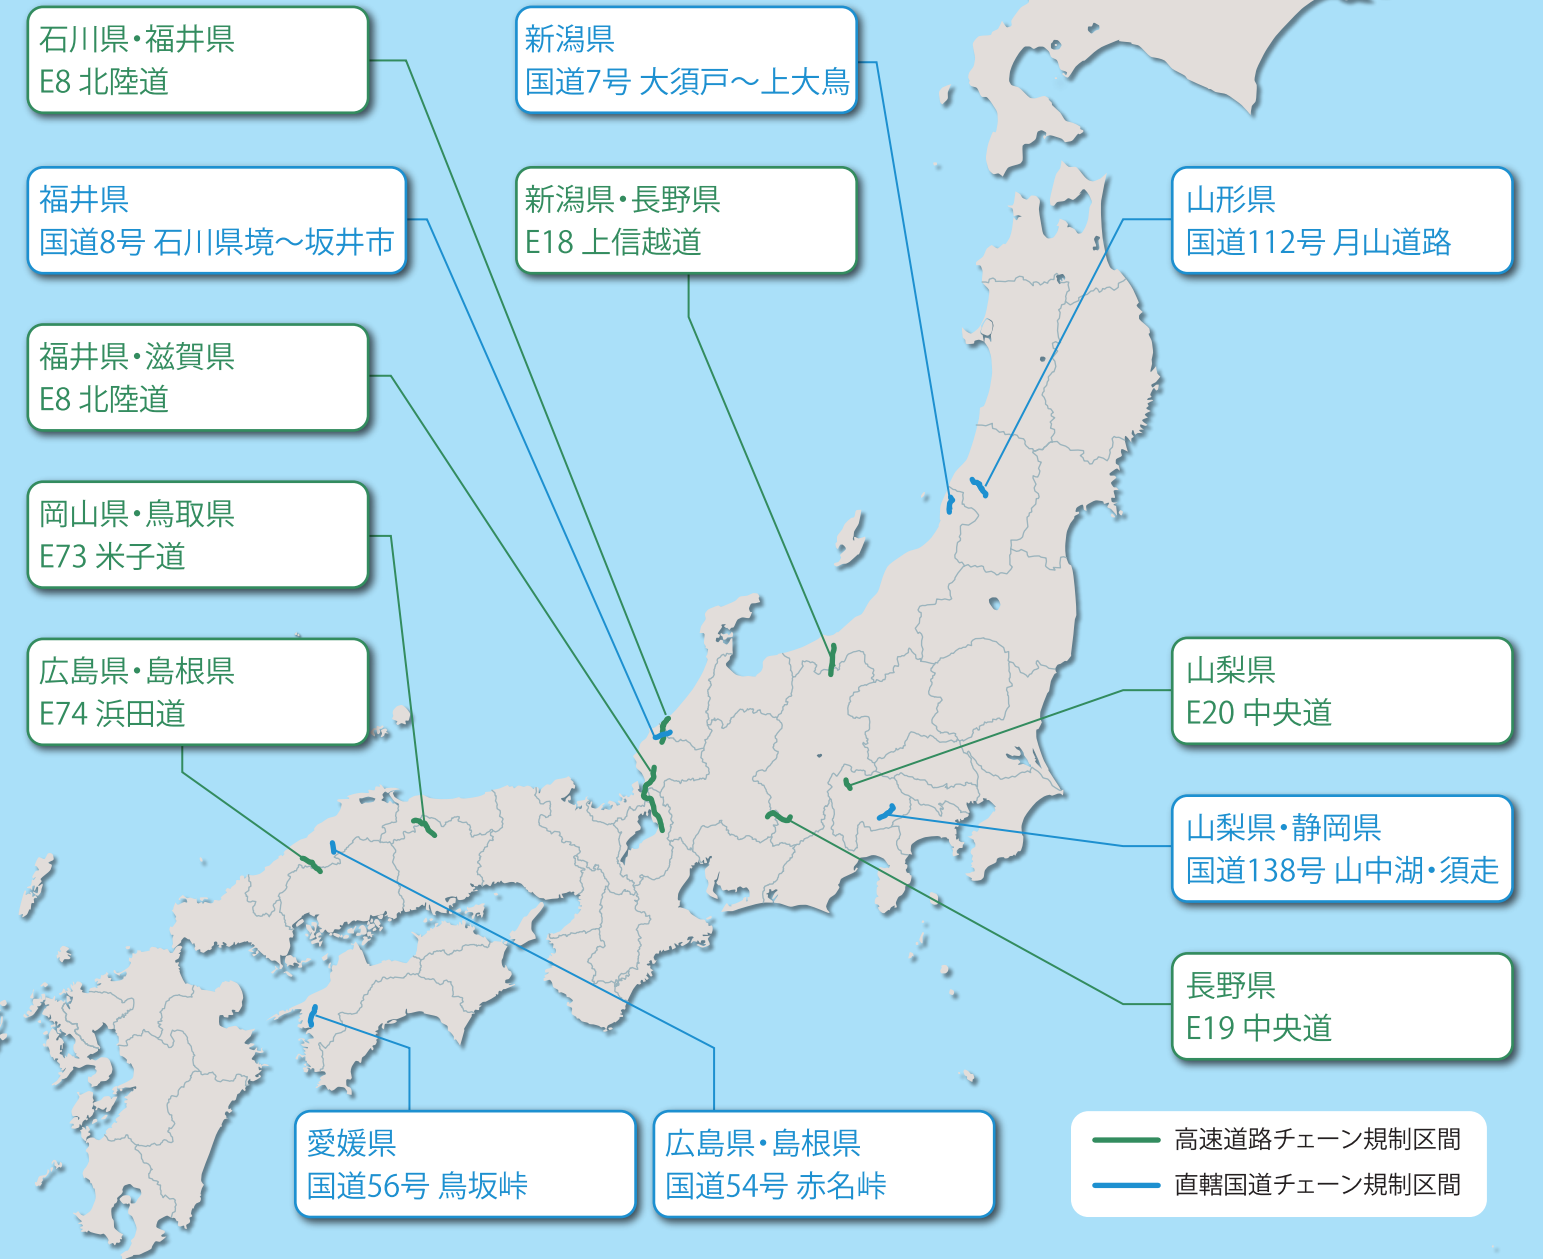 石川県・福井県
E8 北陸道
新潟県
国道7号 大須戸～上大鳥
福井県
国道8号 石川県境～坂井市
新潟県・長野県
E18 上信越道
山形県
国道112号 月山道路
福井県・滋賀県
E8 北陸道
岡山県・鳥取県
E73 米子道
広島県・島根県
E74 浜田道
山梨県
E20 中央道
山梨県・静岡県
国道138号 山中湖・須走
長野県
E19 中央道
愛媛県
国道56号 鳥坂峠
広島県・島根県
国道54号 赤名峠
高速道路チェーン規制区間
直轄国道チェーン規制区間